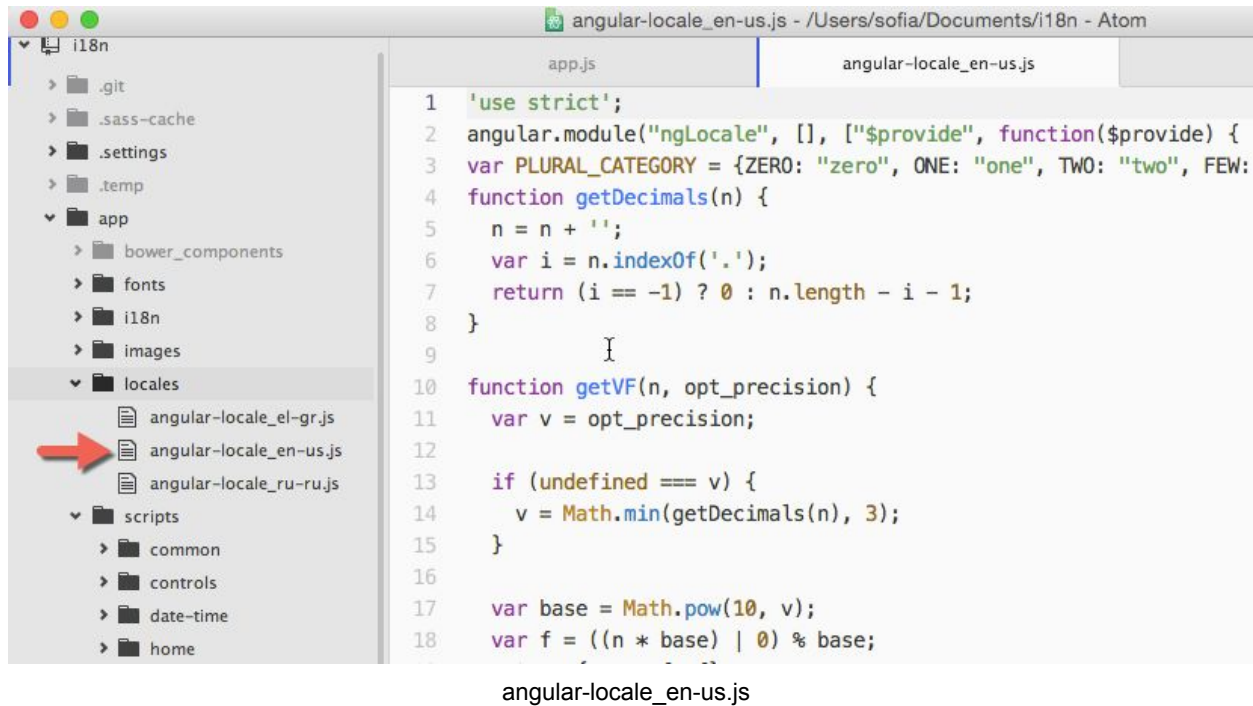 angular-locale_en-us.js - /Users/sofia/Documents/i18n - Atom
i18n
.git
.sass-cache
.settings
.temp
app
bower_components
fonts
i18n
images
locales
angular-locale_el-gr.js
angular-locale_en-us.js
angular-locale_ru-ru.js
scripts
common
controls
date-time
home
app.js
angular-locale_en-us.js
1 'use strict';
2 angular.module("ngLocale", [], ["$provide", function($provide) {
3 var PLURAL_CATEGORY = {ZERO: "zero", ONE: "one", TWO: "two", FEW:
4 function getDecimals(n) {
5   n = n + '';
6   var i = n.indexOf('.');
7   return (i == -1) ? 0 : n.length - i - 1;
8 }
9
10 function getVF(n, opt_precision) {
11   var v = opt_precision;
12
13   if (undefined === v) {
14     v = Math.min(getDecimals(n), 3);
15   }
16
17   var base = Math.pow(10, v);
18   var f = ((n * base) | 0) % base;
angular-locale_en-us.js